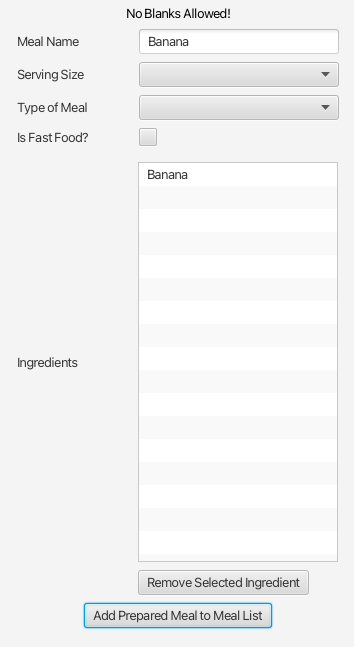 No Blanks Allowed!
Meal Name Banana
Serving Size
Type of Meal
Is Fast Food?
Banana
Ingredients
Remove Selected Ingredient
Add Prepared Meal to Meal List